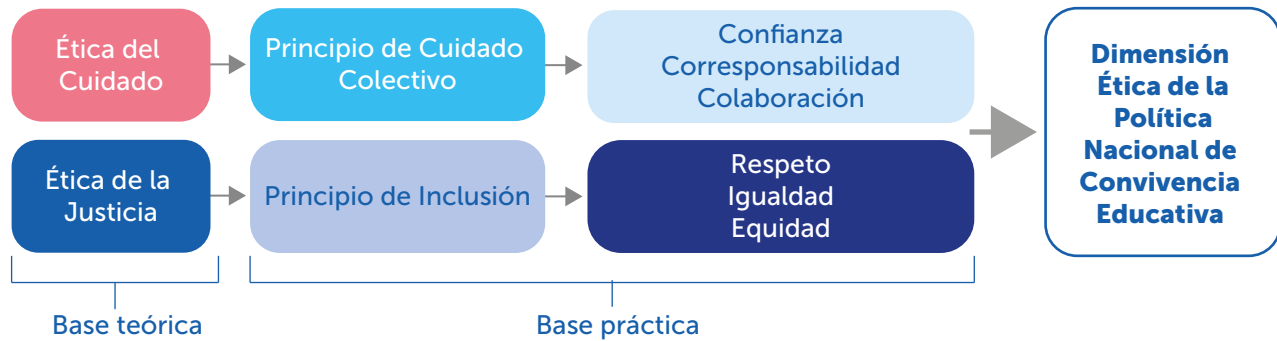 Ética del
Cuidado
Principio de Cuidado
Colectivo
Confianza
Corresponsabilidad
Colaboración
Ética de la
Justicia
Principio de Inclusión
Respeto
Igualdad
Equidad
Dimensión
Ética de la
Política
Nacional de
Convivencia
Educativa
Base teórica
Base práctica